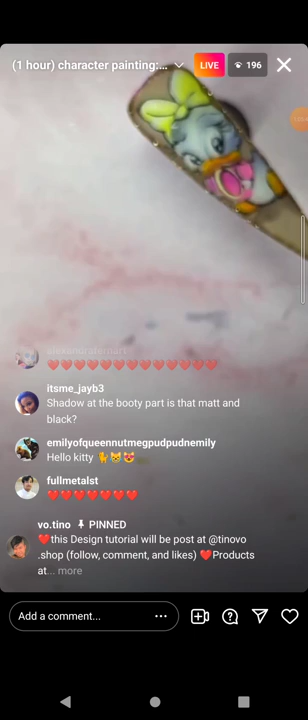 (1 hour) character painting:...
LIVE
196
❤️❤️❤️❤️❤️❤️❤️❤️❤️❤️❤️❤️❤️
itsme_jayb3
Shadow at the booty part is that matt and
black?
emilyofqueennutmegpudpudnemily
Hello kitty 🐈😸😻
fullmetalst
❤️❤️❤️❤️❤️❤️❤️
vo.tino PINNED
❤️this Design tutorial will be post at @tinovo
.shop (follow, comment, and likes) ❤️Products
at... more
Add a comment...